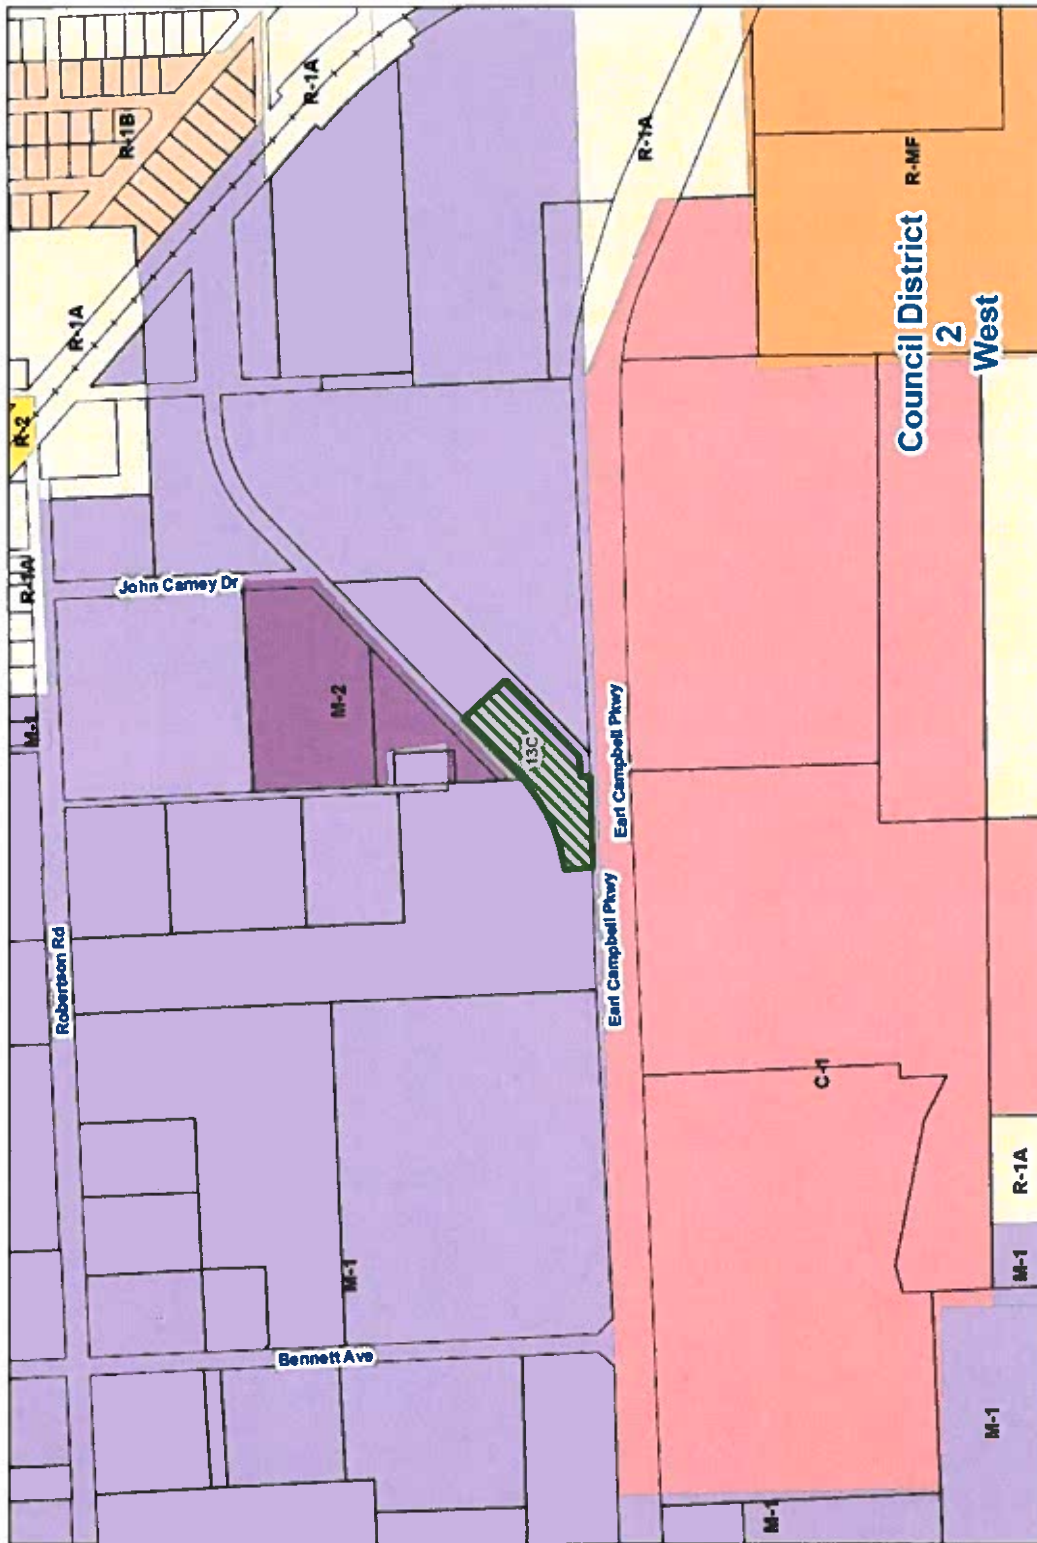 R-1B
R-1A
R-1A
R-1A
R-MF
R-2
Council District
2
West
R-1A
John Carney Dr
M-2
M-1
13C
Earl Campbell Pkwy
Earl Campbell Pkwy
Robertson Rd
C-1
R-1A
M-1
M-1
Bennett Ave
M-1
M-1